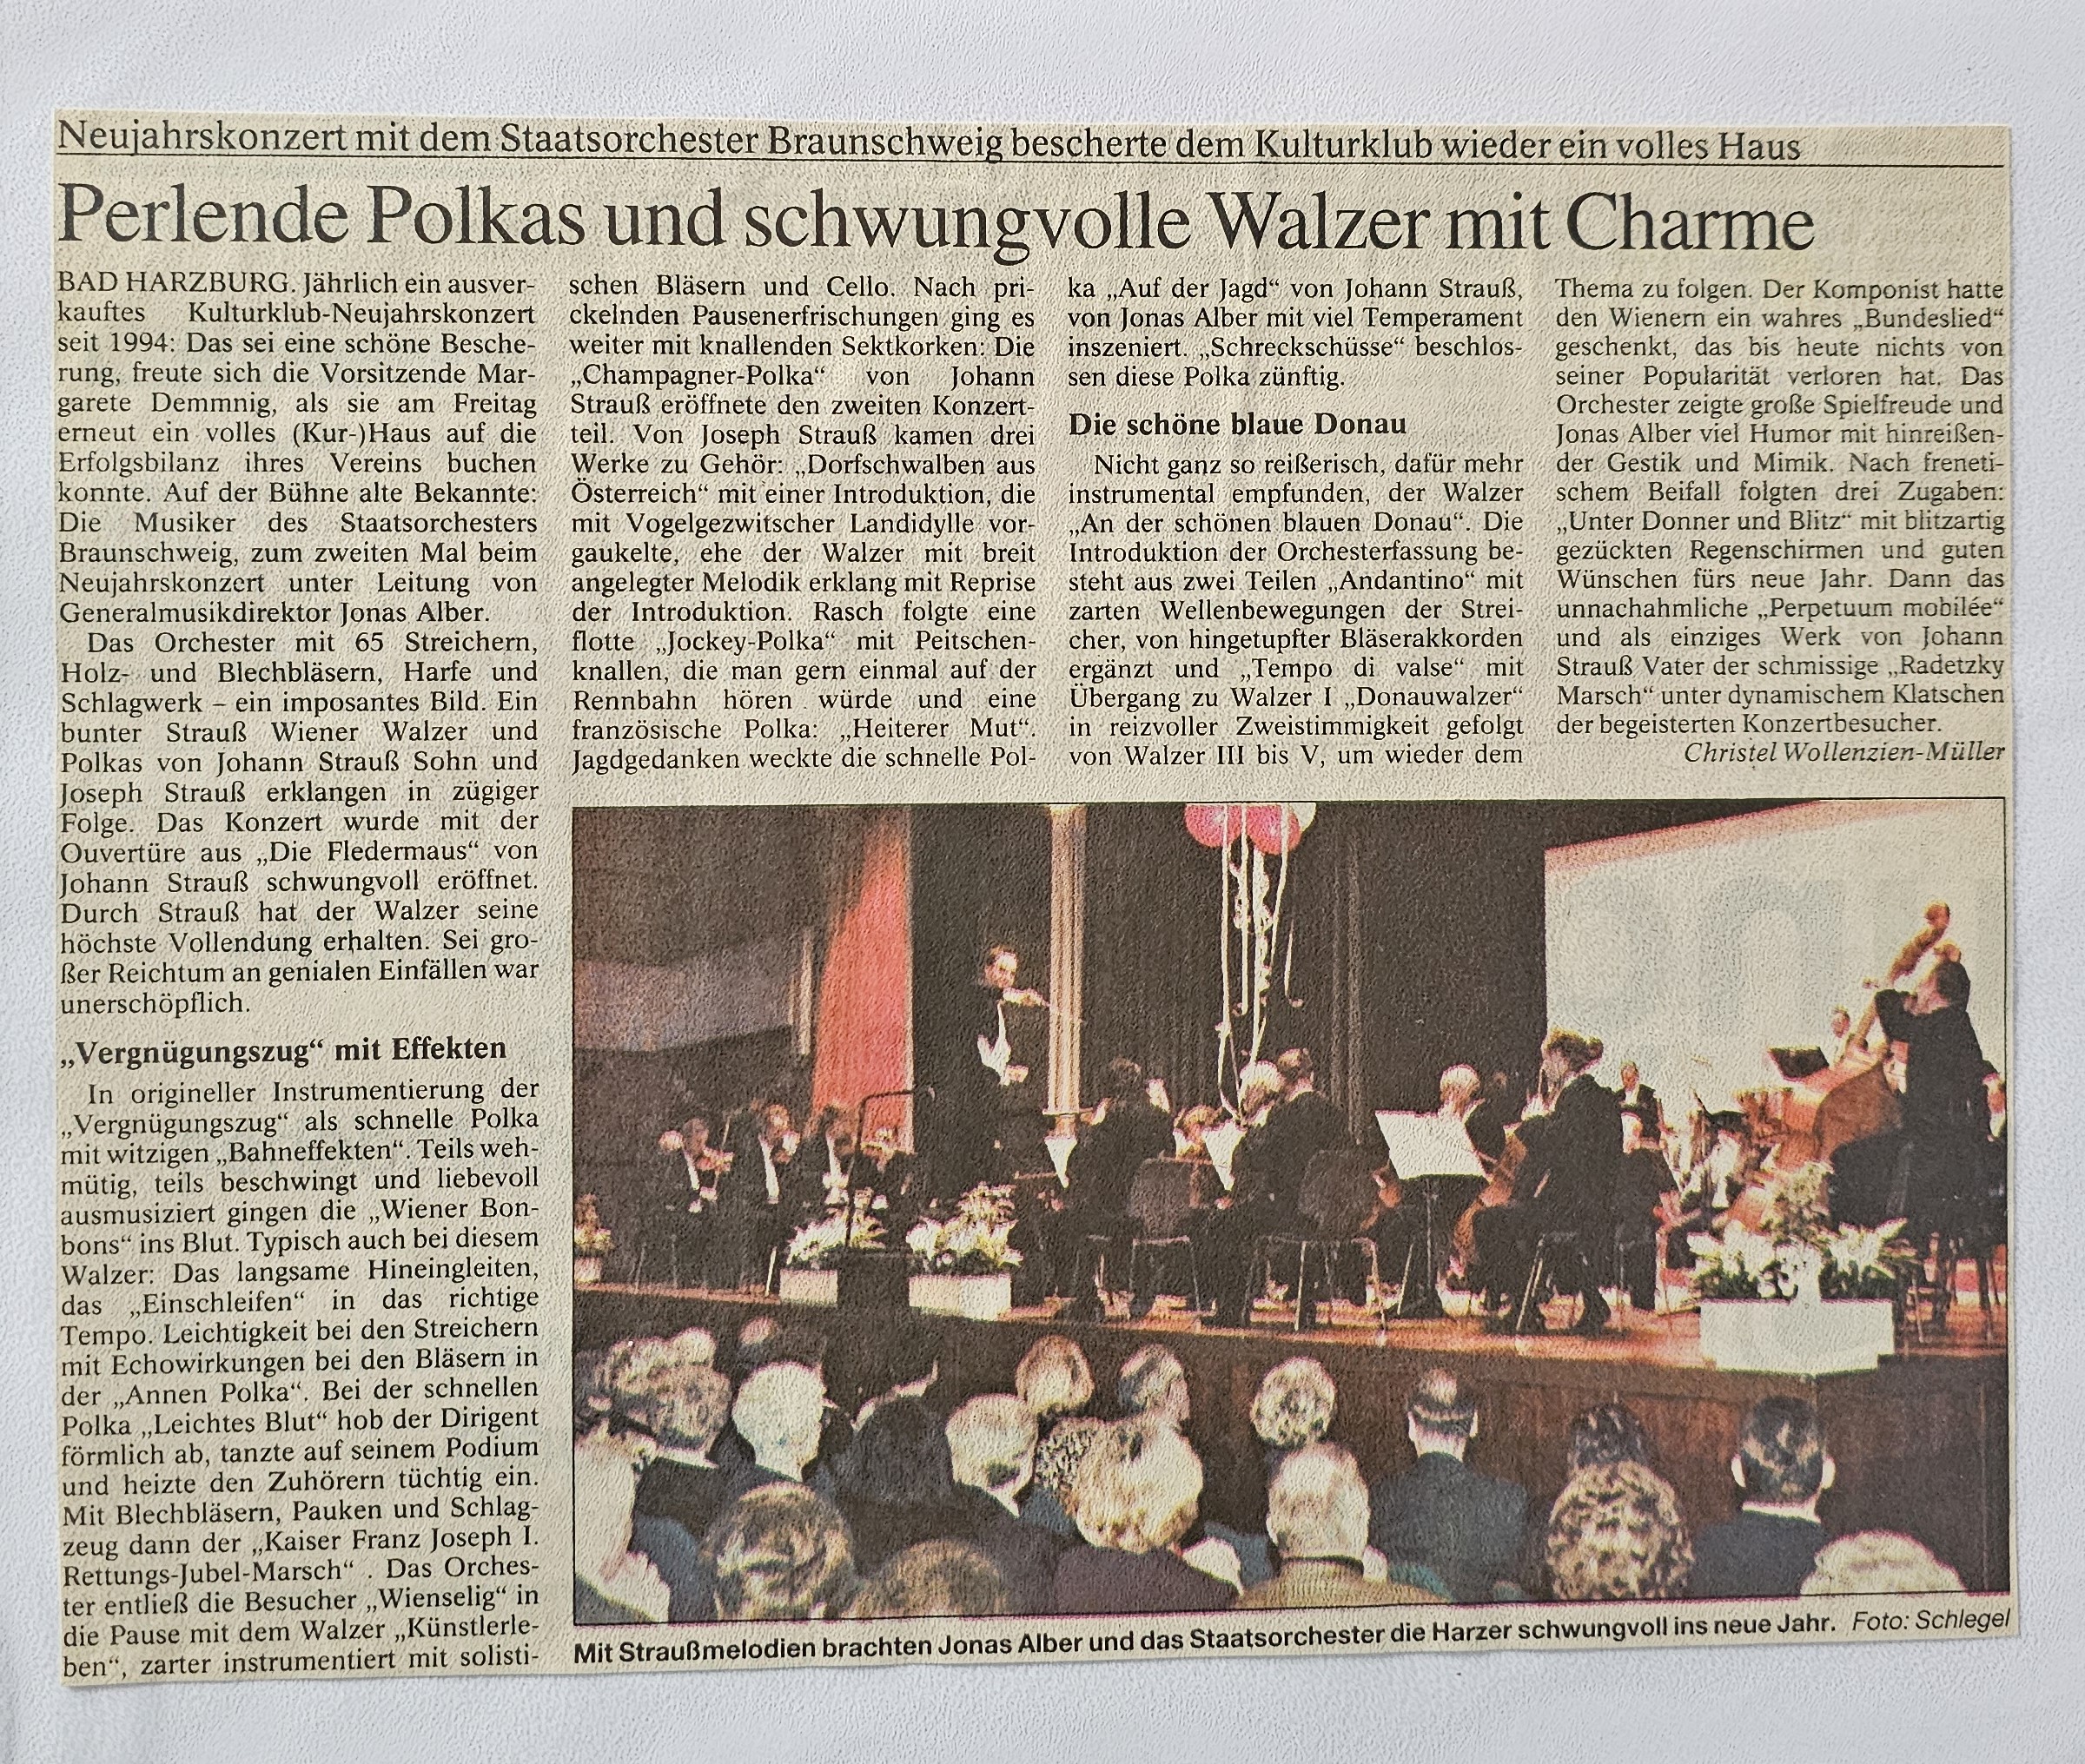 Neujahrskonzert mit dem Staatsorchester Braunschweig bescherte dem Kulturklub wieder ein volles Haus
Perlende Polkas und schwungvolle Walzer mit Charme
BAD HARZBURG. Jährlich ein ausver-
kauftes Kulturklub-Neujahrskonzert
seit 1994: Das sei eine schöne Besche-
rung, freute sich die Vorsitzende Mar-
garete Demmnig, als sie am Freitag
erneut ein volles (Kur-)Haus auf die
Erfolgsbilanz ihres Vereins buchen
konnte. Auf der Bühne alte Bekannte:
Die Musiker des Staatsorchesters
Braunschweig, zum zweiten Mal beim
Neujahrskonzert unter Leitung von
Generalmusikdirektor Jonas Alber.
Das Orchester mit 65 Streichern,
Holz- und Blechbläsern, Harfe und
Schlagwerk – ein imposantes Bild. Ein
bunter Strauß Wiener Walzer und
Polkas von Johann Strauß Sohn und
Joseph Strauß erklangen in zügiger
Folge. Das Konzert wurde mit der
Ouvertüre aus „Die Fledermaus“ von
Johann Strauß schwungvoll eröffnet.
Durch Strauß hat der Walzer seine
höchste Vollendung erhalten. Sei gro-
ßer Reichtum an genialen Einfällen war
unerschöpflich.
„Vergnügungszug“ mit Effekten
In origineller Instrumentierung der
„Vergnügungszug“ als schnelle Polka
mit witzigen „Bahneffekten“. Teils weh-
mütig, teils beschwingt und liebevoll
ausmusiziert gingen die „Wiener Bon-
bons“ ins Blut. Typisch auch bei diesem
Walzer: Das langsame Hineingleiten,
das „Einschleifen“ in das richtige
Tempo. Leichtigkeit bei den Streichern
mit Echowirkungen bei den Bläsern in
der „Annen Polka“. Bei der schnellen
Polka „Leichtes Blut“ hob der Dirigent
förmlich ab, tanzte auf seinem Podium
und heizte den Zuhörern tüchtig ein.
Mit Blechbläsern, Pauken und Schlag-
zeug dann der „Kaiser Franz Joseph I.
Rettungs-Jubel-Marsch“ . Das Orches-
ter entließ die Besucher „Wienselig“ in
die Pause mit dem Walzer „Künstlerle-
ben“, zarter instrumentiert mit solisti-
schen Bläsern und Cello. Nach pri-
ckelnden Pausenerfrischungen ging es
weiter mit knallenden Sektkorken: Die
„Champagner-Polka“ von Johann
Strauß eröffnete den zweiten Konzert-
teil. Von Joseph Strauß kamen drei
Werke zu Gehör: „Dorfschwalben aus
Österreich“ mit einer Introduktion, die
mit Vogelgezwitscher Landidylle vor-
gaukelte, ehe der Walzer mit breit
angelegter Melodik erklang mit Reprise
der Introduktion. Rasch folgte eine
flotte „Jockey-Polka“ mit Peitschen-
knallen, die man gern einmal auf der
Rennbahn hören würde und eine
französische Polka: „Heiterer Mut“.
Jagdgedanken weckte die schnelle Pol-
ka „Auf der Jagd“ von Johann Strauß,
von Jonas Alber mit viel Temperament
inszeniert. „Schreckschüsse“ beschlos-
sen diese Polka zünftig.
Die schöne blaue Donau
Nicht ganz so reißerisch, dafür mehr
instrumental empfunden, der Walzer
„An der schönen blauen Donau“. Die
Introduktion der Orchesterfassung be-
steht aus zwei Teilen „Andantino“ mit
zarten Wellenbewegungen der Strei-
cher, von hingetupfter Bläserakkorden
ergänzt und „Tempo di valse“ mit
Übergang zu Walzer I „Donauwalzer“
in reizvoller Zweistimmigkeit gefolgt
von Walzer III bis V, um wieder dem
Thema zu folgen. Der Komponist hatte
den Wienern ein wahres „Bundeslied“
geschenkt, das bis heute nichts von
seiner Popularität verloren hat. Das
Orchester zeigte große Spielfreude und
Jonas Alber viel Humor mit hinreißen-
der Gestik und Mimik. Nach freneti-
schem Beifall folgten drei Zugaben:
„Unter Donner und Blitz“ mit blitzartig
gezückten Regenschirmen und guten
Wünschen fürs neue Jahr. Dann das
unnachahmliche „Perpetuum mobilée“
und als einziges Werk von Johann
Strauß Vater der schmissige „Radetzky
Marsch“ unter dynamischem Klatschen
der begeisterten Konzertbesucher.
Christel Wollenzien-Müller
Mit Straußmelodien brachten Jonas Alber und das Staatsorchester die Harzer schwungvoll ins neue Jahr. Foto: Schlegel